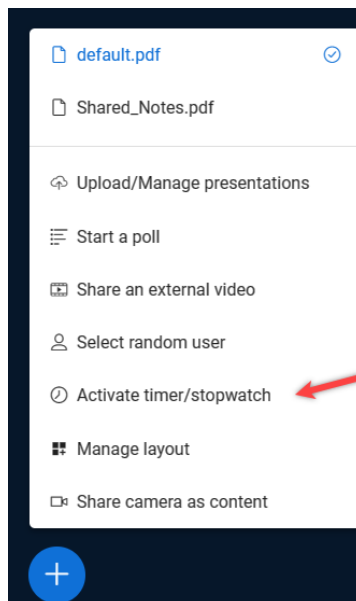 default.pdf
Shared_Notes.pdf
Upload/Manage presentations
Start a poll
Share an external video
Select random user
Activate timer/stopwatch
Manage layout
Share camera as content